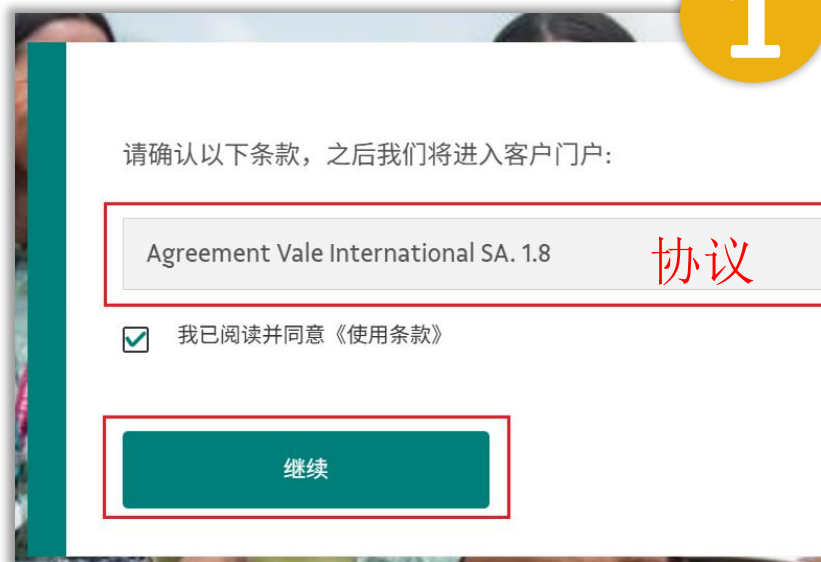 1
请确认以下条款，之后我们将进入客户门户:
Agreement Vale International SA. 1.8 协议
我已阅读并同意《使用条款》
继续